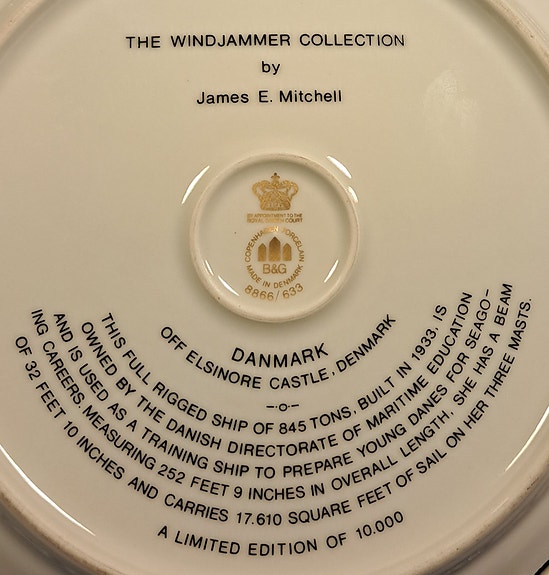 THE WINDJAMMER COLLECTION
by
James E. Mitchell
BY APPOINTMENT TO THE
ROYAL DANISH COURT
COPENHAGEN PORCELAIN
B&G
MADE IN DENMARK
8866/633
DANMARK
OFF ELSINORE CASTLE, DENMARK
-o-
THIS FULL RIGGED SHIP OF 845 TONS, BUILT IN 1933, IS
OWNED BY THE DANISH DIRECTORATE OF MARITIME EDUCATION
AND IS USED AS A TRAINING SHIP TO PREPARE YOUNG DANES FOR SEAGO-
ING CAREERS. MEASURING 252 FEET 9 INCHES IN OVERALL LENGTH, SHE HAS A BEAM
OF 32 FEET 10 INCHES AND CARRIES 17.610 SQUARE FEET OF SAIL ON HER THREE MASTS.
A LIMITED EDITION OF 10.000